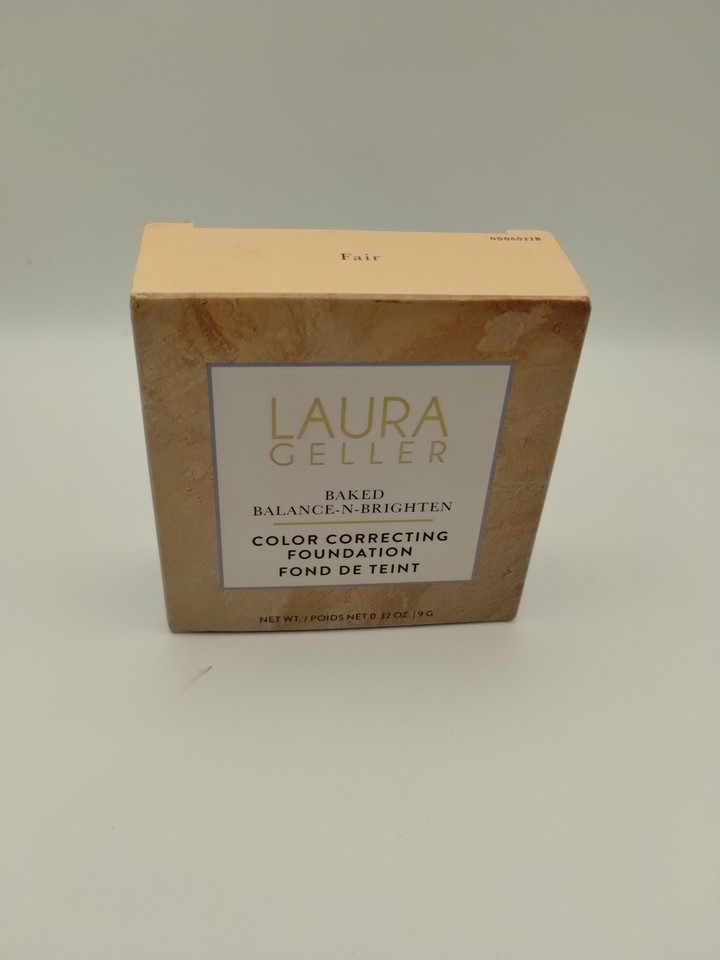 Fair
00060228
LAURA
GELLER
BAKED
BALANCE-N-BRIGHTEN
COLOR CORRECTING
FOUNDATION
FOND DE TEINT
NET WT. / POIDS NET 0.32 OZ. | 9 G